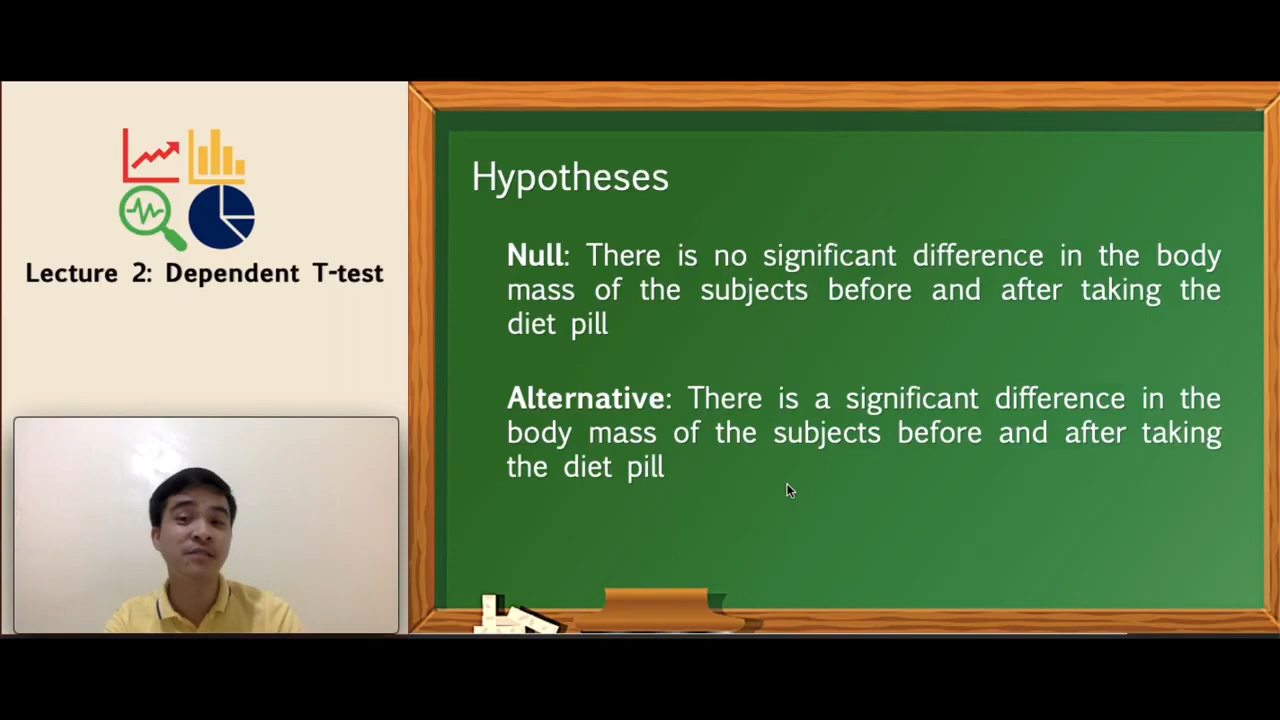 Lecture 2: Dependent T-test
Hypotheses
Null: There is no significant difference in the body
mass of the subjects before and after taking the
diet pill
Alternative: There is a significant difference in the
body mass of the subjects before and after taking
the diet pill